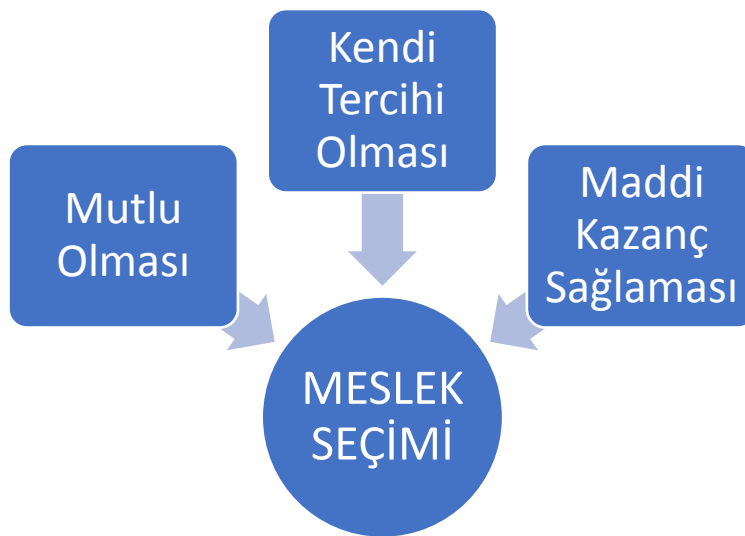 Kendi
Tercihi
Olması
Mutlu
Olması
Maddi
Kazanç
Sağlaması
MESLEK
SEÇİMİ